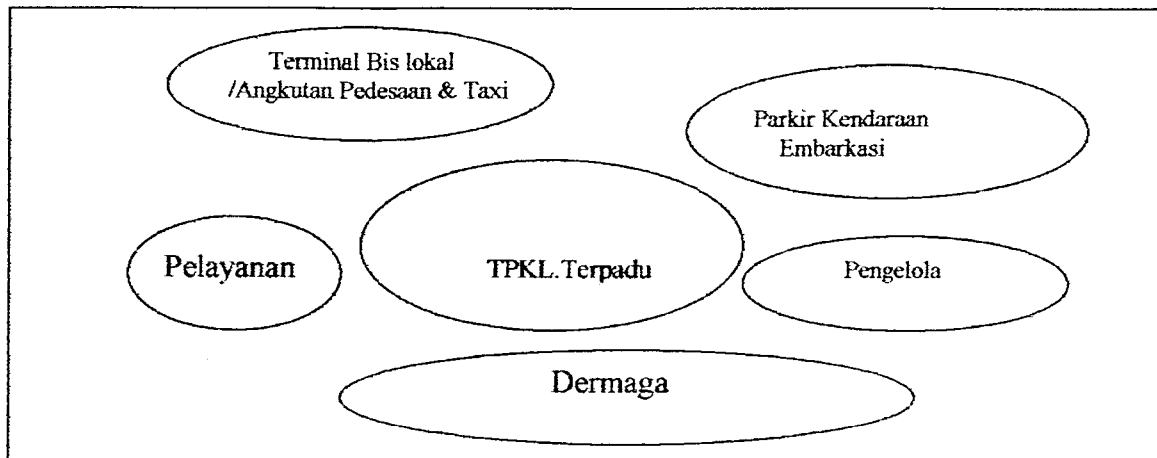 Terminal Bis lokal
/Angkutan Pedesaan & Taxi
Parkir Kendaraan
Embarkasi
Pelayanan
TPKL.Terpadu
Pengelola
Dermaga